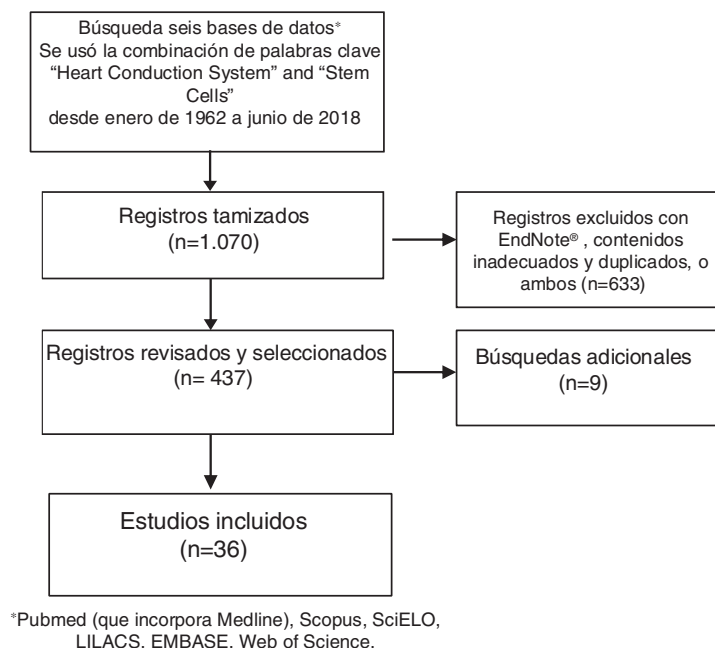 Búsqueda seis bases de datos*
Se usó la combinación de palabras clave
“Heart Conduction System” and “Stem
Cells”
desde enero de 1962 a junio de 2018
Registros tamizados
(n=1.070)
Registros excluidos con
EndNote® , contenidos
inadecuados y duplicados, o
ambos (n=633)
Registros revisados y seleccionados
(n= 437)
Búsquedas adicionales
(n=9)
Estudios incluidos
(n=36)
*Pubmed (que incorpora Medline), Scopus, SciELO,
LILACS, EMBASE, Web of Science.